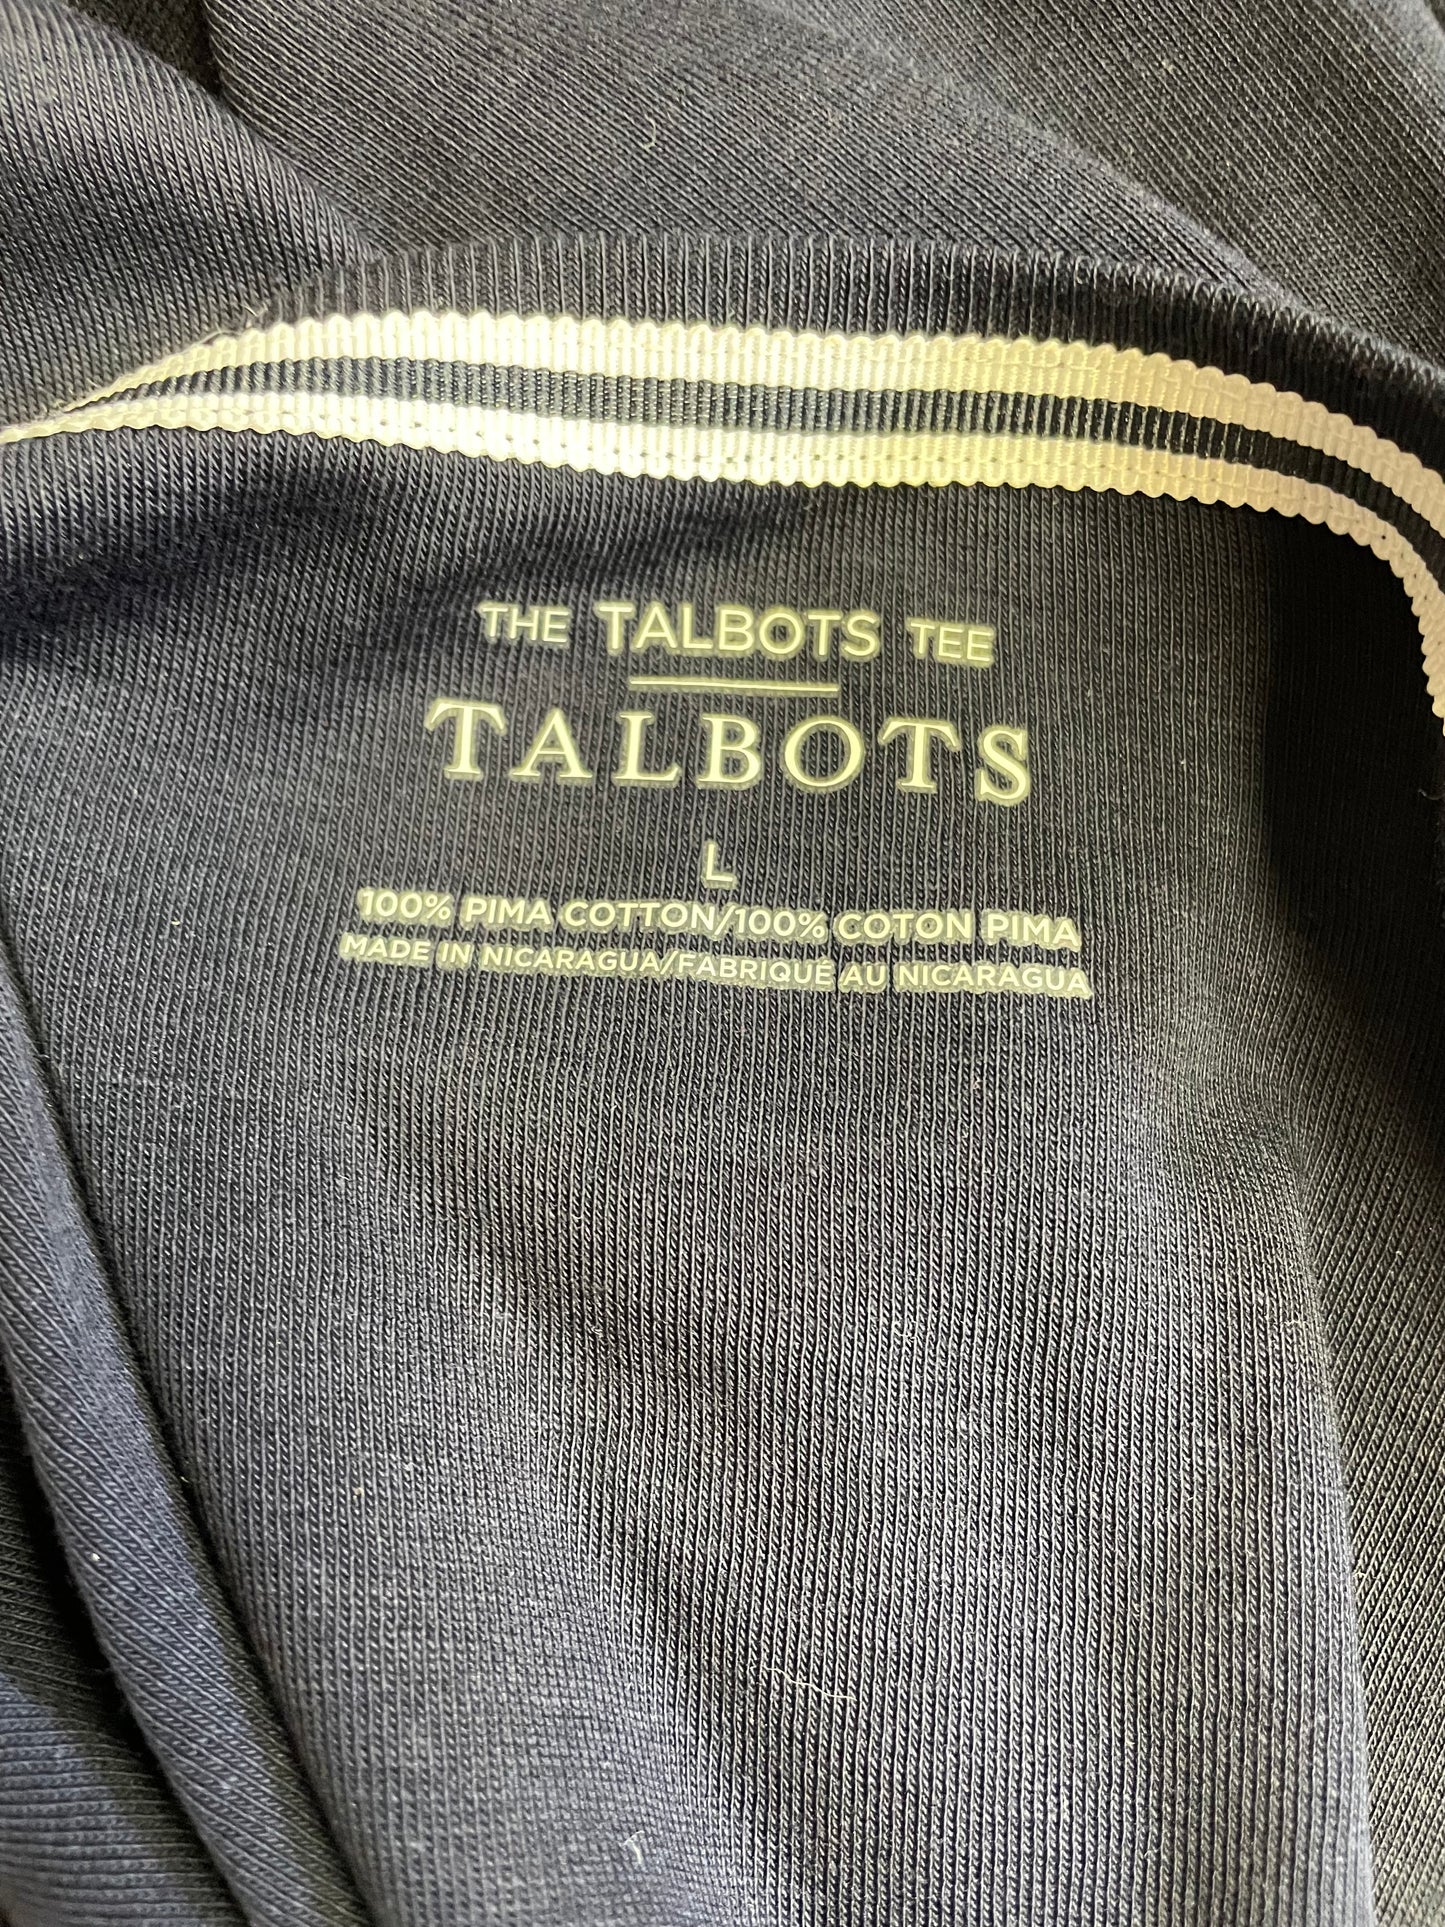 THE TALBOTS TEE
TALBOTS
L
100% PIMA COTTON/100% COTON PIMA
MADE IN NICARAGUA/FABRIQUÉ AU NICARAGUA